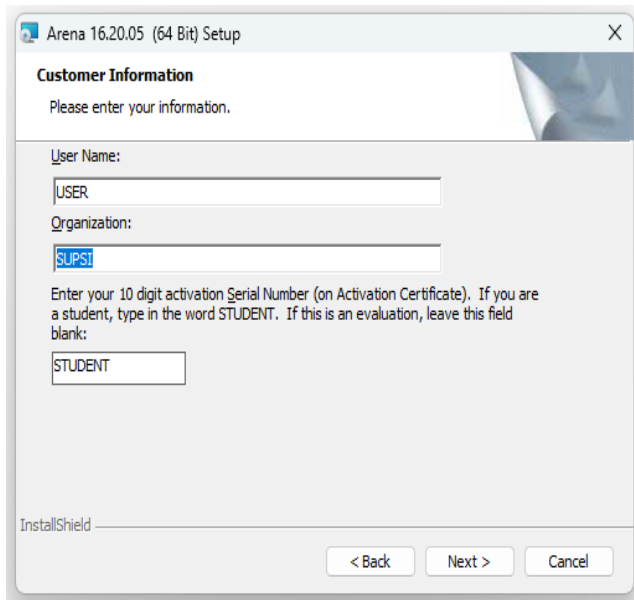 Arena 16.20.05 (64 Bit) Setup
Customer Information
Please enter your information.
User Name:
USER
Organization:
SUPSI
Enter your 10 digit activation Serial Number (on Activation Certificate). If you are
a student, type in the word STUDENT. If this is an evaluation, leave this field
blank:
STUDENT
InstallShield
< Back Next > Cancel